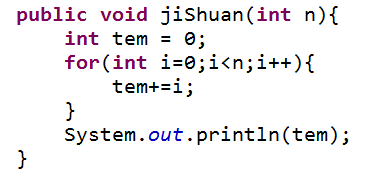 public void jiShuan(int n){
    int tem = 0;
    for(int i=0;i<n;i++){
        tem+=i;
    }
    System.out.println(tem);
}